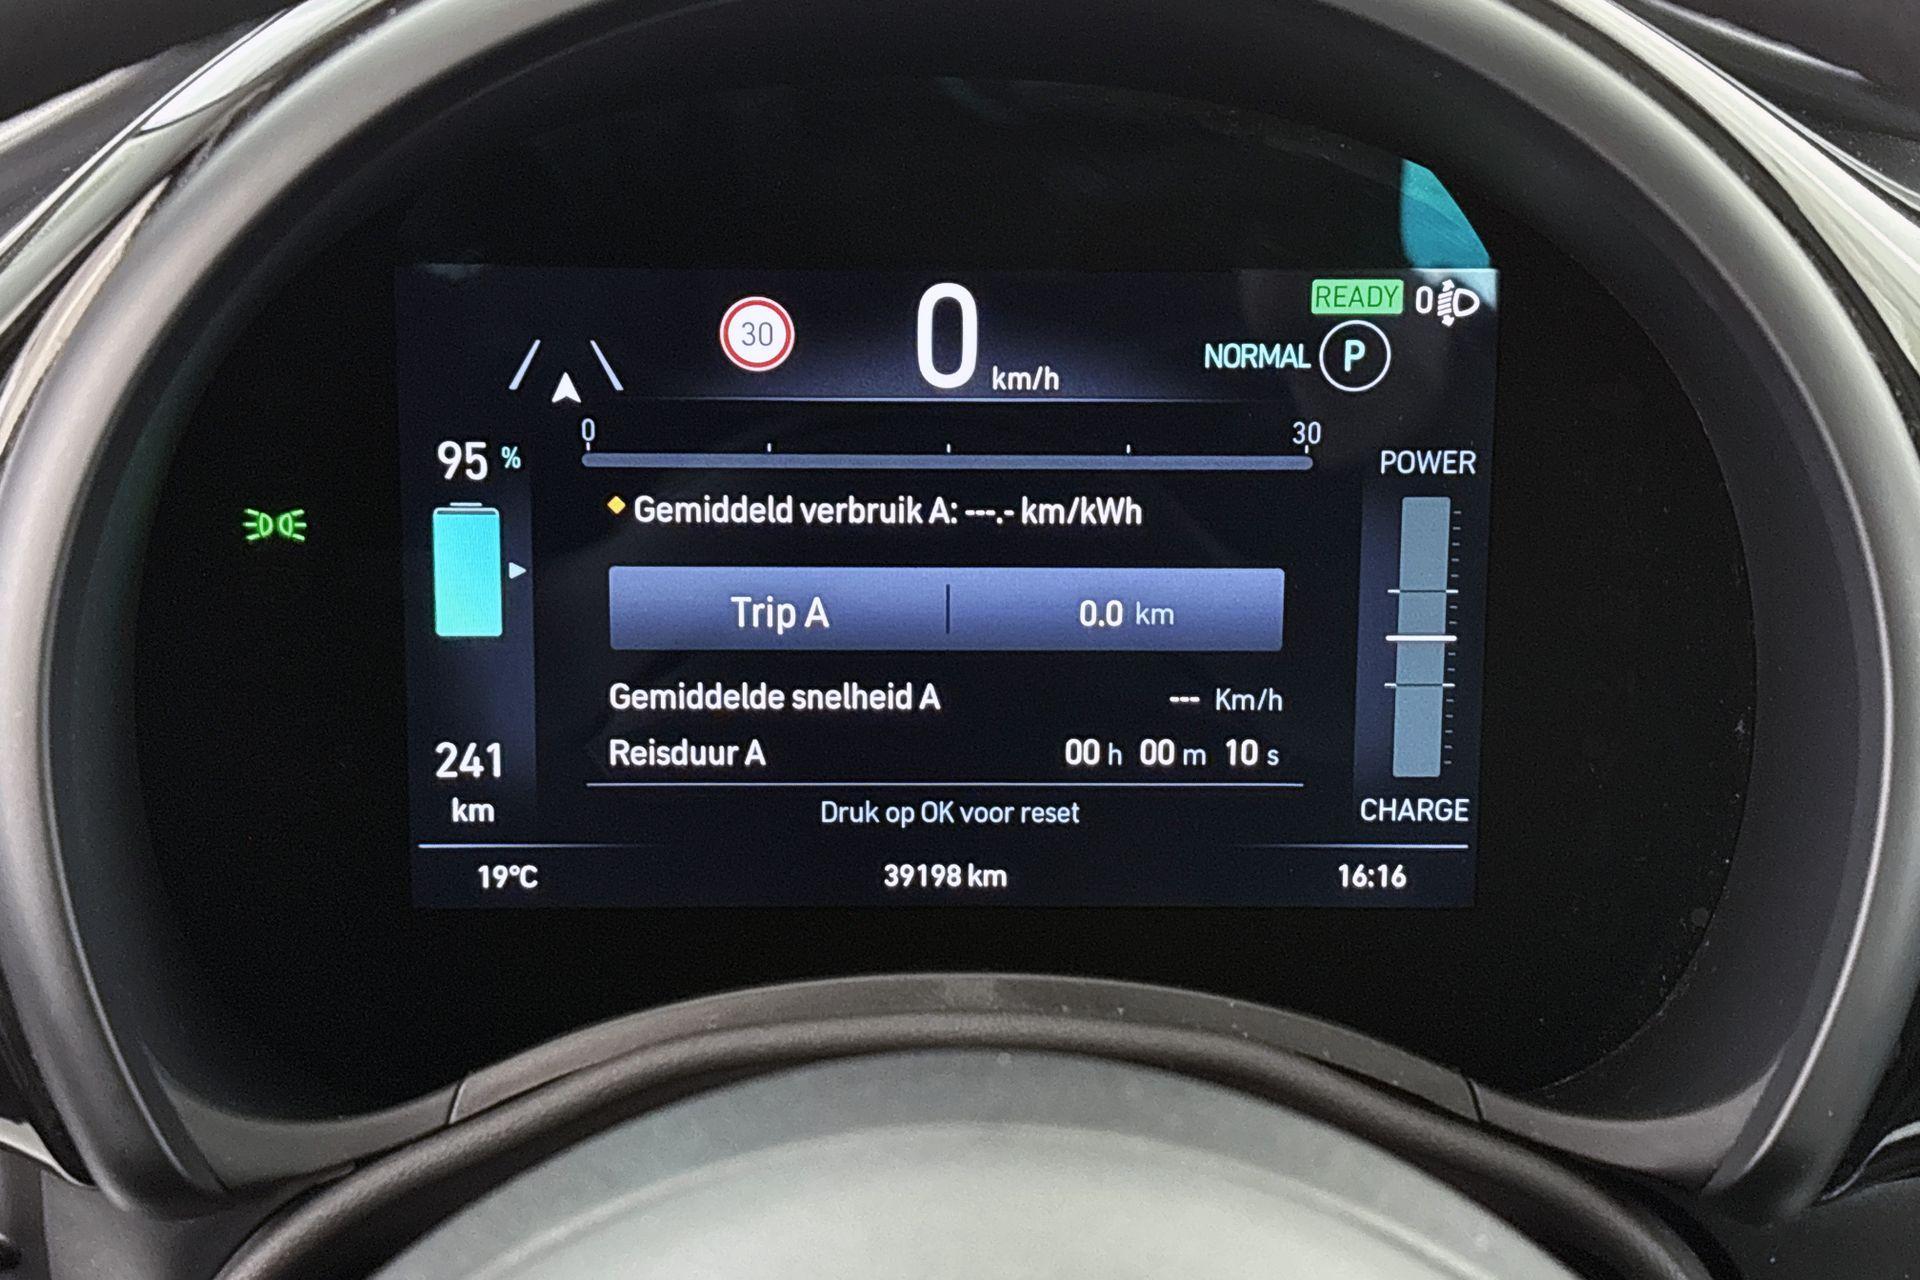 READY 0
30 0 km/h NORMAL P
0 30
95 % POWER
Gemiddeld verbruik A: ---.- km/kWh
Trip A 0.0 km
Gemiddelde snelheid A --- Km/h
Reisduur A 00 h 00 m 10 s
241
km
Druk op OK voor reset CHARGE
19°C 39198 km 16:16